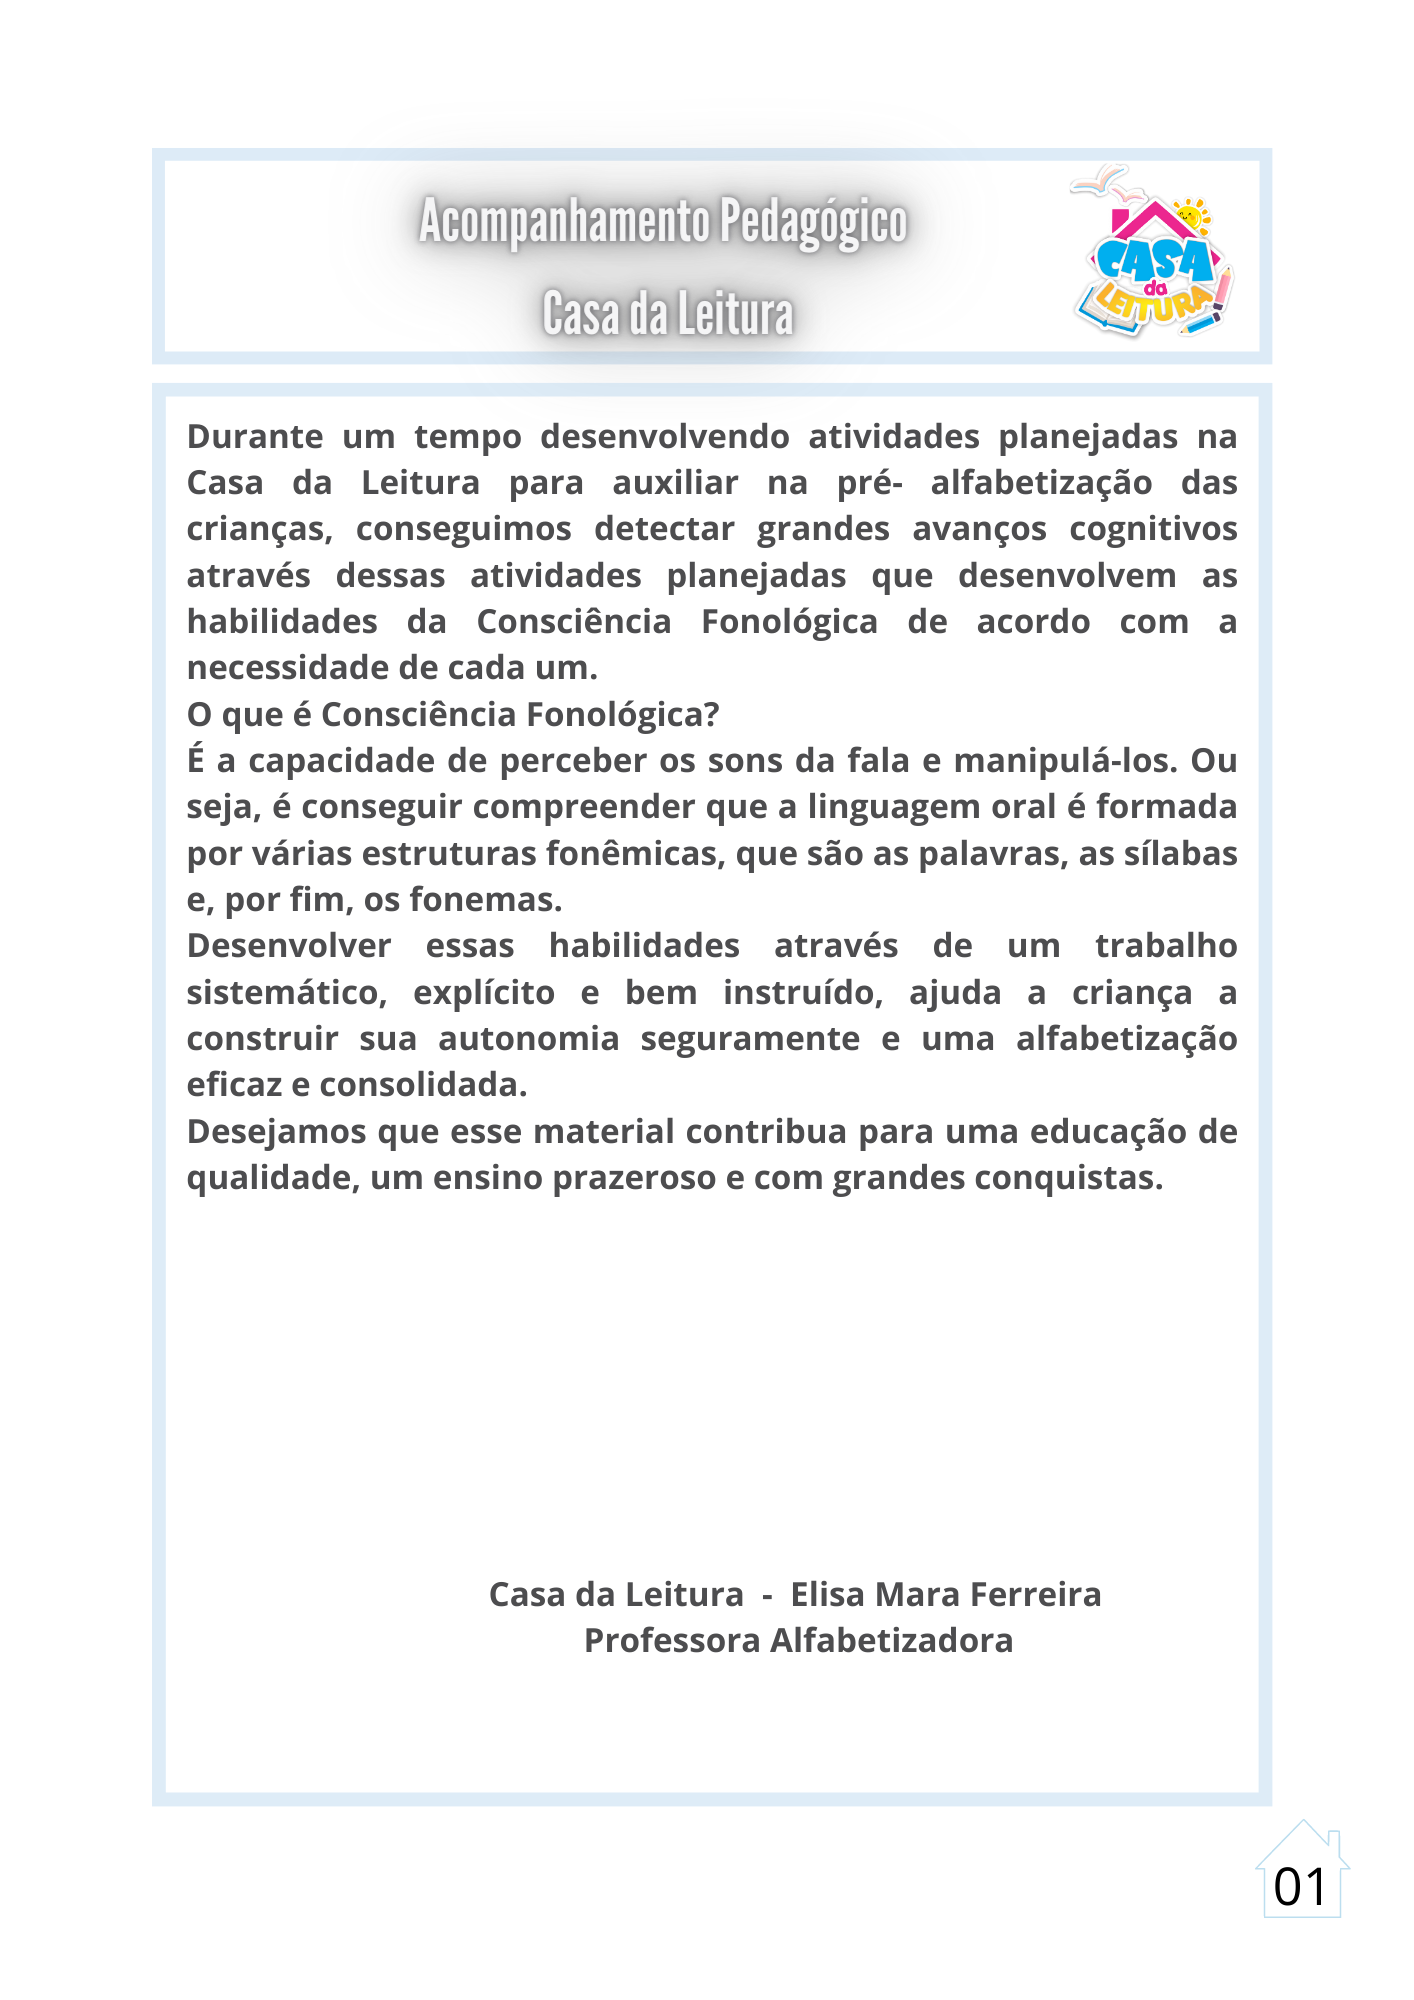 Acompanhamento Pedagógico
Casa da Leitura
CASA
da
LEITURA
Durante um tempo desenvolvendo atividades planejadas na
Casa da Leitura para auxiliar na pré- alfabetização das
crianças, conseguimos detectar grandes avanços cognitivos
através dessas atividades planejadas que desenvolvem as
habilidades da Consciência Fonológica de acordo com a
necessidade de cada um.
O que é Consciência Fonológica?
É a capacidade de perceber os sons da fala e manipulá-los. Ou
seja, é conseguir compreender que a linguagem oral é formada
por várias estruturas fonêmicas, que são as palavras, as sílabas
e, por fim, os fonemas.
Desenvolver essas habilidades através de um trabalho
sistemático, explícito e bem instruído, ajuda a criança a
construir sua autonomia seguramente e uma alfabetização
eficaz e consolidada.
Desejamos que esse material contribua para uma educação de
qualidade, um ensino prazeroso e com grandes conquistas.
Casa da Leitura - Elisa Mara Ferreira
Professora Alfabetizadora
01